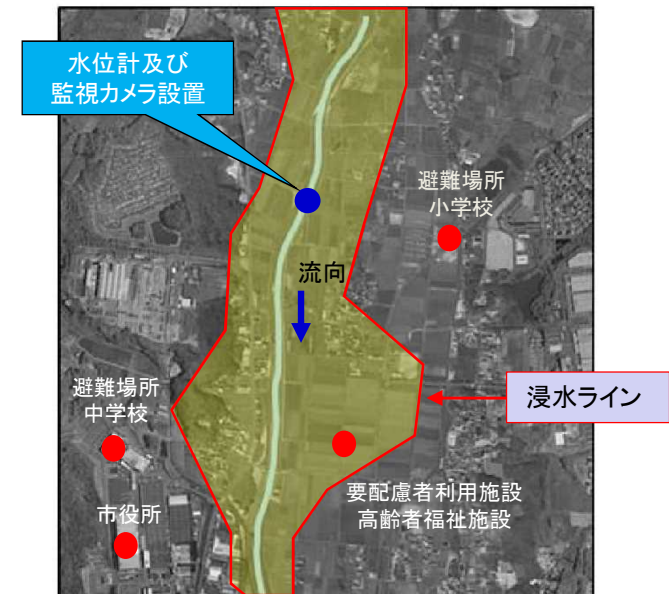 水位計及び
監視カメラ設置
避難場所
小学校
流向
浸水ライン
避難場所
中学校
要配慮者利用施設
高齢者福祉施設
市役所